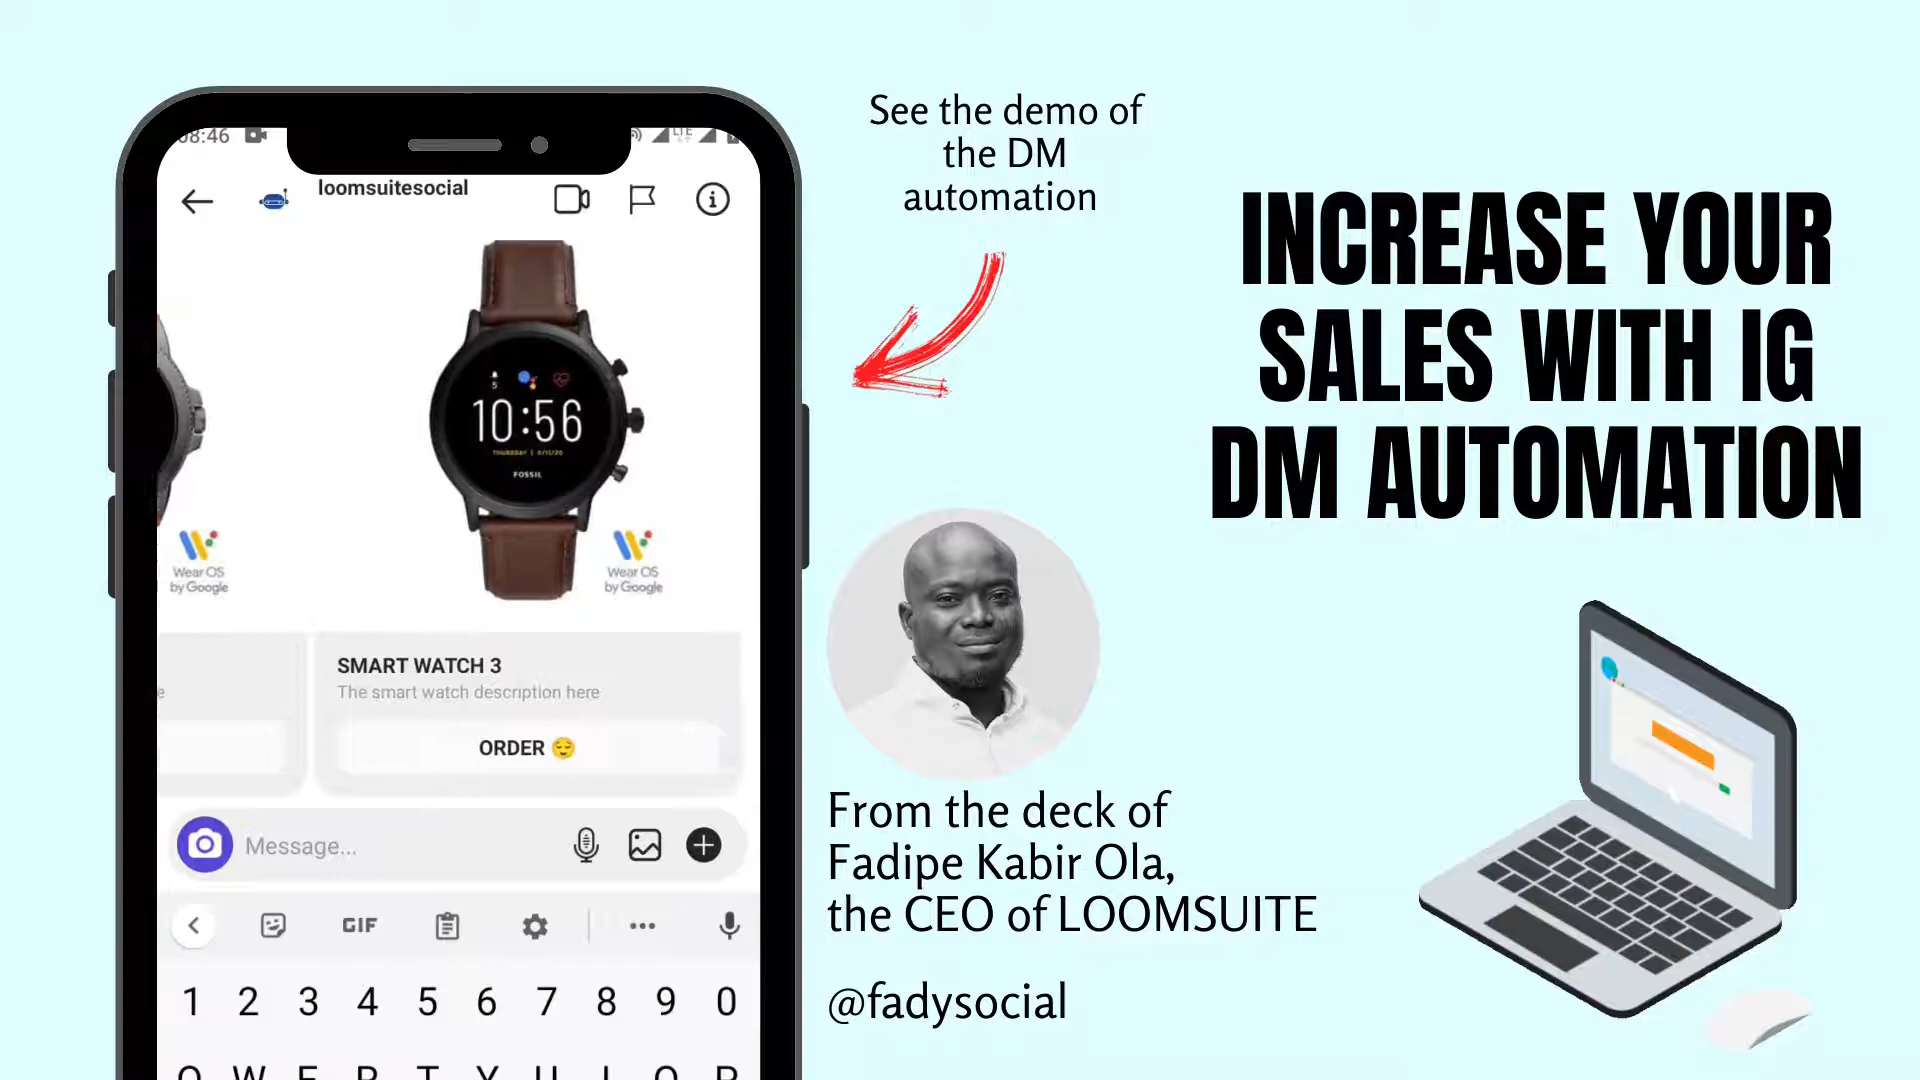 08:46
LTE
loomsuitesocial
5
10:56
FOSSIL
Wear OS
by Google
Wear OS
by Google
SMART WATCH 3
The smart watch description here
e
ORDER 😌
Message...
GIF
1 2 3 4 5 6 7 8 9 0
Q W E R T Y U I O P
See the demo of
the DM
automation
From the deck of
Fadipe Kabir Ola,
the CEO of LOOMSUITE
@fadysocial
INCREASE YOUR
SALES WITH IG
DM AUTOMATION